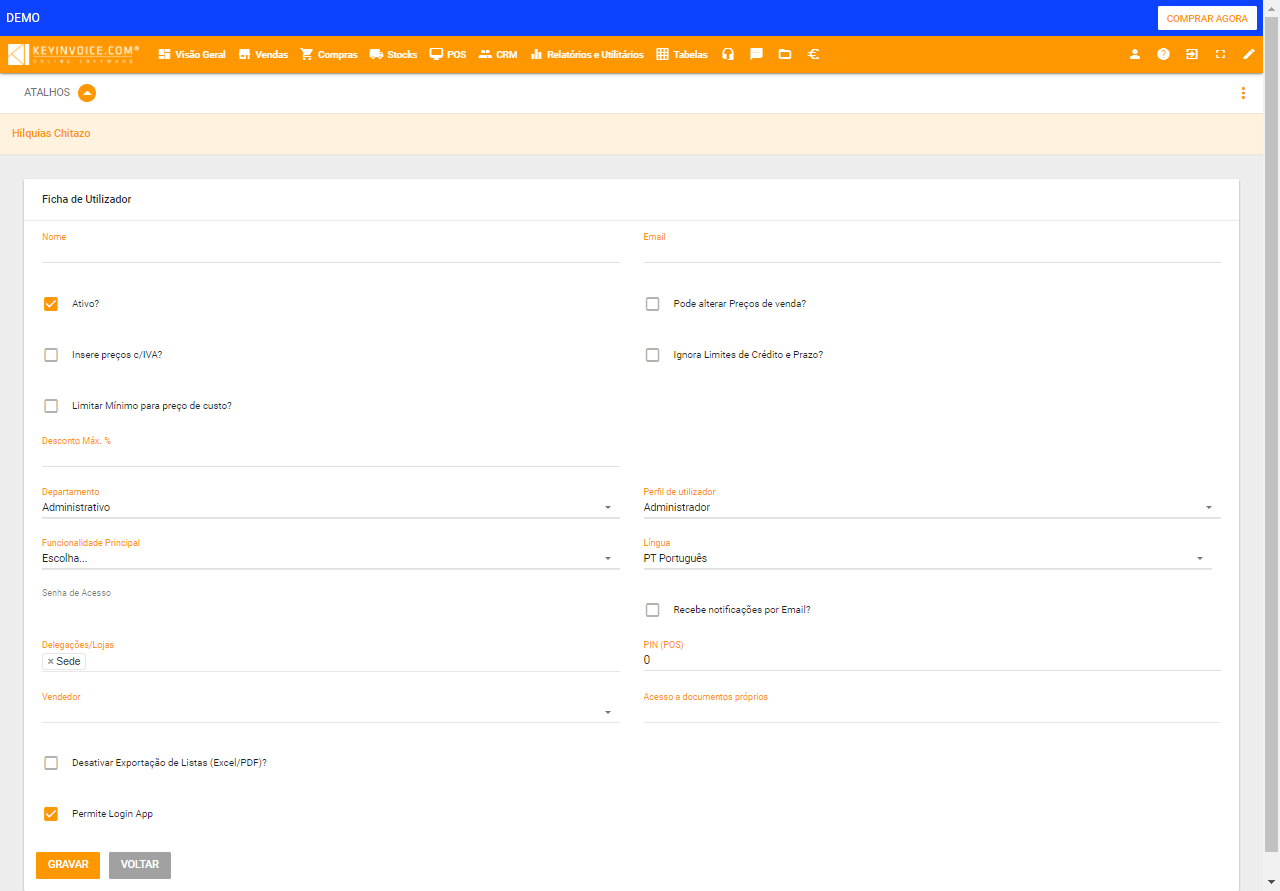 DEMO
COMPRAR AGORA
KEYINVOICE.COM®
ONLINE SOFTWARE
Visão Geral Vendas Compras Stocks POS CRM Relatórios e Utilitários Tabelas
ATALHOS
Hilquias Chitazo
Ficha de Utilizador
Nome Email
Ativo? Pode alterar Preços de venda?
Insere preços c/IVA? Ignora Limites de Crédito e Prazo?
Limitar Mínimo para preço de custo?
Desconto Máx. %
Departamento Perfil de utilizador
Administrativo Administrador
Funcionalidade Principal Língua
Escolha... PT Português
Senha de Acesso
Recebe notificações por Email?
Delegações/Lojas PIN (POS)
× Sede 0
Vendedor Acesso a documentos próprios
Desativar Exportação de Listas (Excel/PDF)?
Permite Login App
GRAVAR VOLTAR